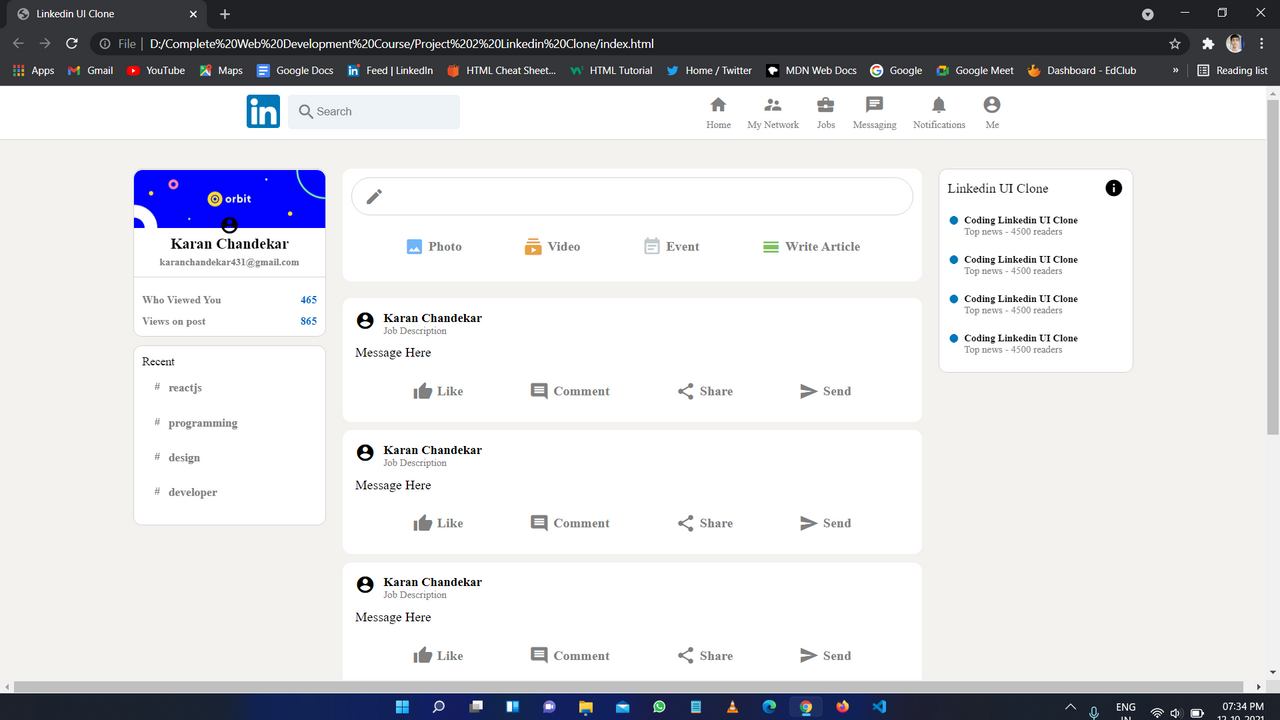 Linkedin UI Clone
File | D:/Complete%20Web%20Development%20Course/Project%202%20Linkedin%20Clone/index.html
Apps Gmail YouTube Maps Google Docs Feed | LinkedIn HTML Cheat Sheet... HTML Tutorial Home / Twitter MDN Web Docs Google Google Meet Dashboard - EdClub » Reading list
in Search
Home My Network Jobs Messaging Notifications Me
orbit
Karan Chandekar
karanchandekar431@gmail.com
Who Viewed You 465
Views on post 865
Recent
# reactjs
# programming
# design
# developer
Photo Video Event Write Article
Karan Chandekar
Job Description
Message Here
Like Comment Share Send
Karan Chandekar
Job Description
Message Here
Like Comment Share Send
Karan Chandekar
Job Description
Message Here
Like Comment Share Send
Linkedin UI Clone
Coding Linkedin UI Clone
Top news - 4500 readers
Coding Linkedin UI Clone
Top news - 4500 readers
Coding Linkedin UI Clone
Top news - 4500 readers
Coding Linkedin UI Clone
Top news - 4500 readers
ENG 07:34 PM
IN 12-10-2021